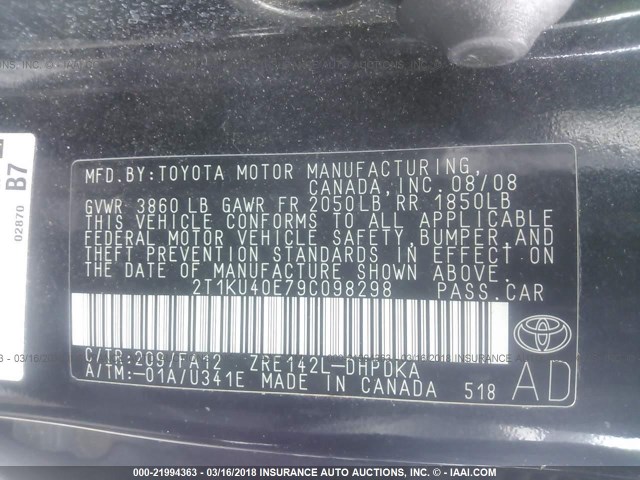 B7
02870
MFD.BY:TOYOTA MOTOR MANUFACTURING,
CANADA,INC. 08/08
GVWR 3860 LB GAWR FR 2050LB RR 1850LB
THIS VEHICLE CONFORMS TO ALL APPLICABLE
FEDERAL MOTOR VEHICLE SAFETY,BUMPER,AND
THEFT PREVENTION STANDARDS IN EFFECT ON
THE DATE OF MANUFACTURE SHOWN ABOVE.
2T1KU40E79C098298 PASS.CAR
C/TR:209/FA12 ZRE142L-DHPDKA
A/TM:-01A/U341E MADE IN CANADA 518
AD
000-21994363 - 03/16/2018 INSURANCE AUTO AUCTIONS, INC. - © - IAAI.COM